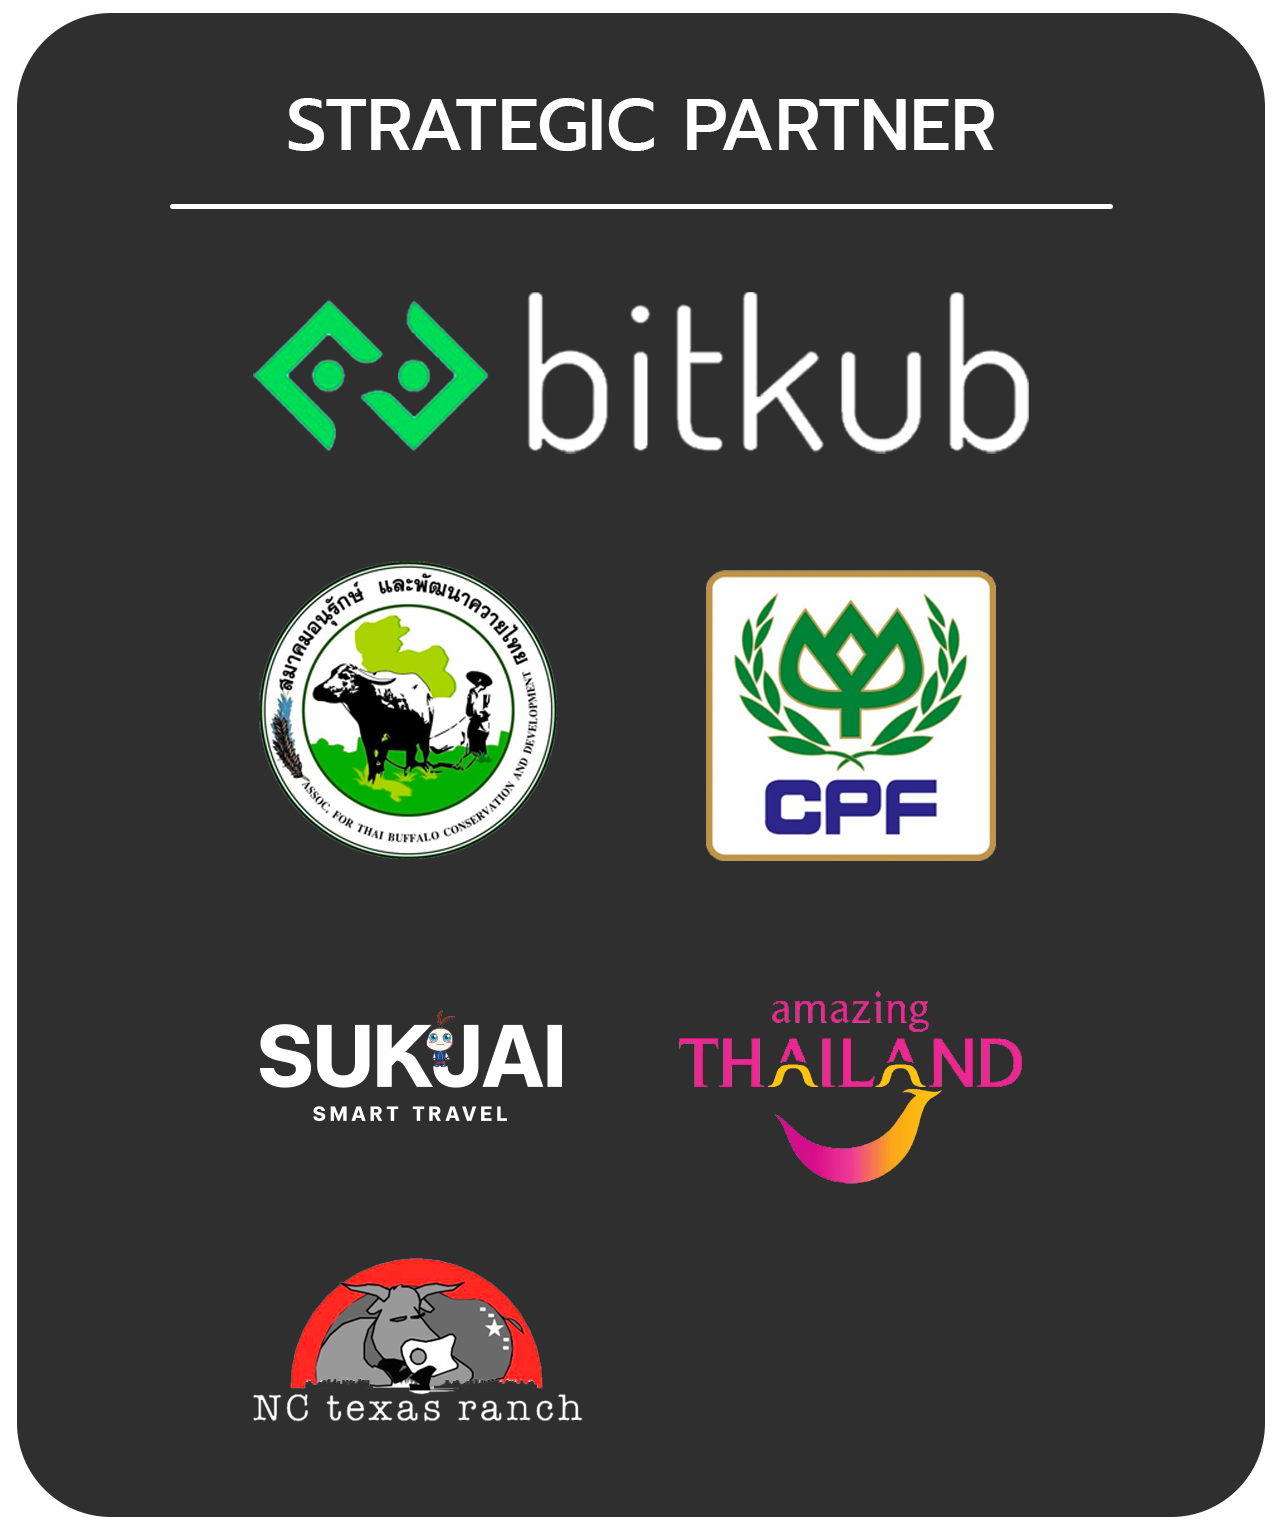 STRATEGIC PARTNER
bitkub
สมาคมอนุรักษ์ และพัฒนาควายไทย
ASSOC. FOR THAI BUFFALO CONSERVATION AND DEVELOPMENT
CPF
SUKJAI
SMART TRAVEL
amazing
THAILAND
NC texas ranch